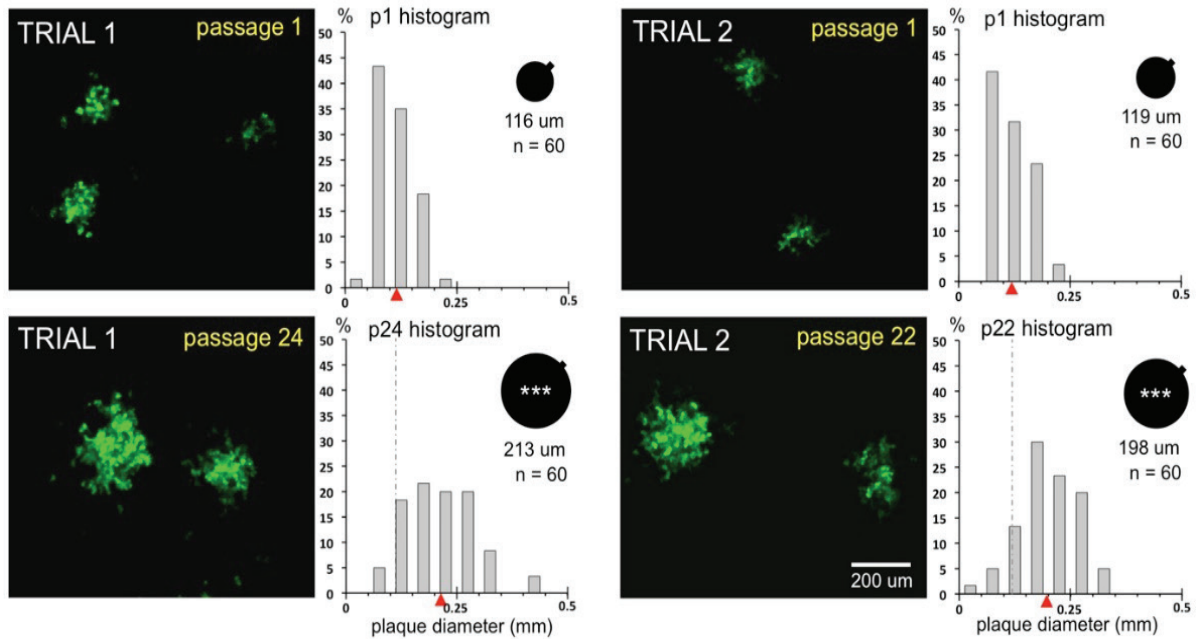 TRIAL 1
passage 1
% p1 histogram
50
45
40
35
30
25
20
15
10
5
0
0
0.25
0.5
116 um
n = 60
TRIAL 2
passage 1
% p1 histogram
50
45
40
35
30
25
20
15
10
5
0
0
0.25
0.5
119 um
n = 60
TRIAL 1
passage 24
% p24 histogram
50
45
40
35
30
25
20
15
10
5
0
0
0.25
0.5
***
213 um
n = 60
plaque diameter (mm)
TRIAL 2
passage 22
200 um
% p22 histogram
50
45
40
35
30
25
20
15
10
5
0
0
0.25
0.5
***
198 um
n = 60
plaque diameter (mm)